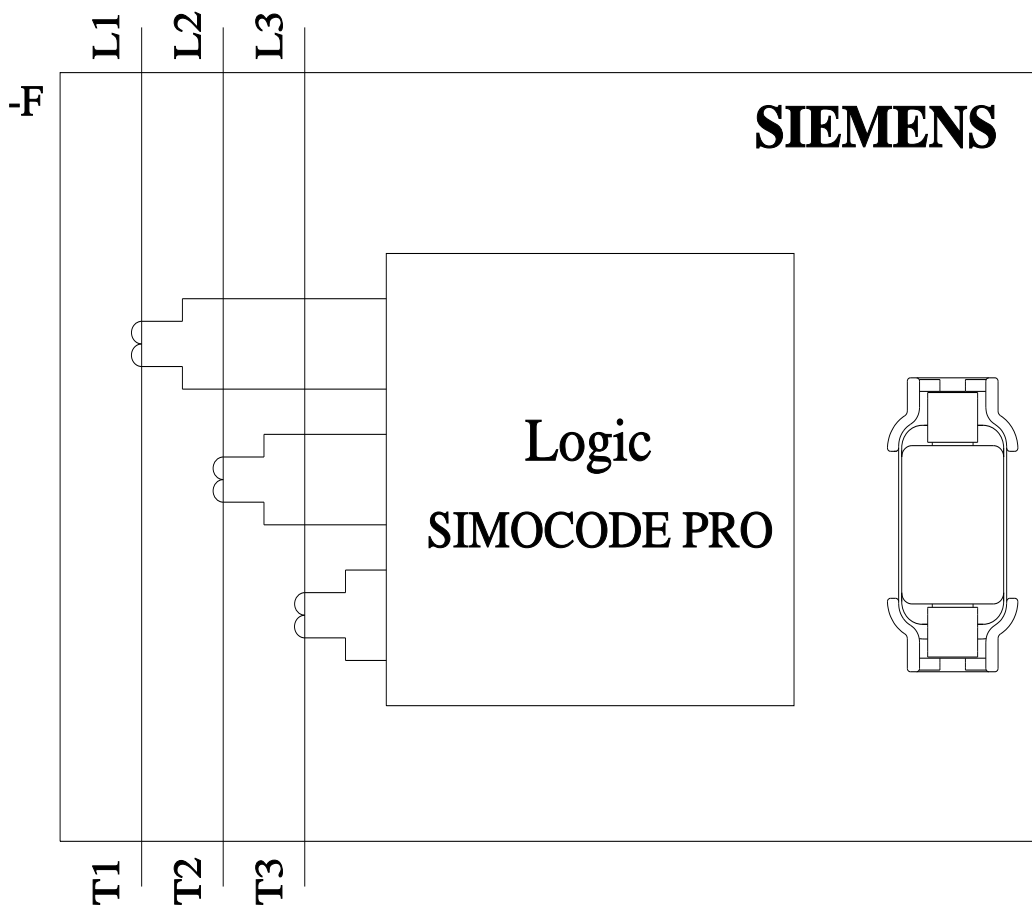 L1 L2 L3
-F
SIEMENS
Logic
SIMOCODE PRO
T1 T2 T3